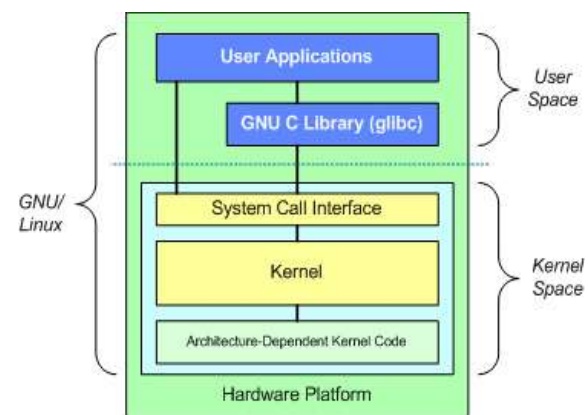 User Applications
GNU C Library (glibc)
User
Space
GNU/
Linux
System Call Interface
Kernel
Kernel
Space
Architecture-Dependent Kernel Code
Hardware Platform